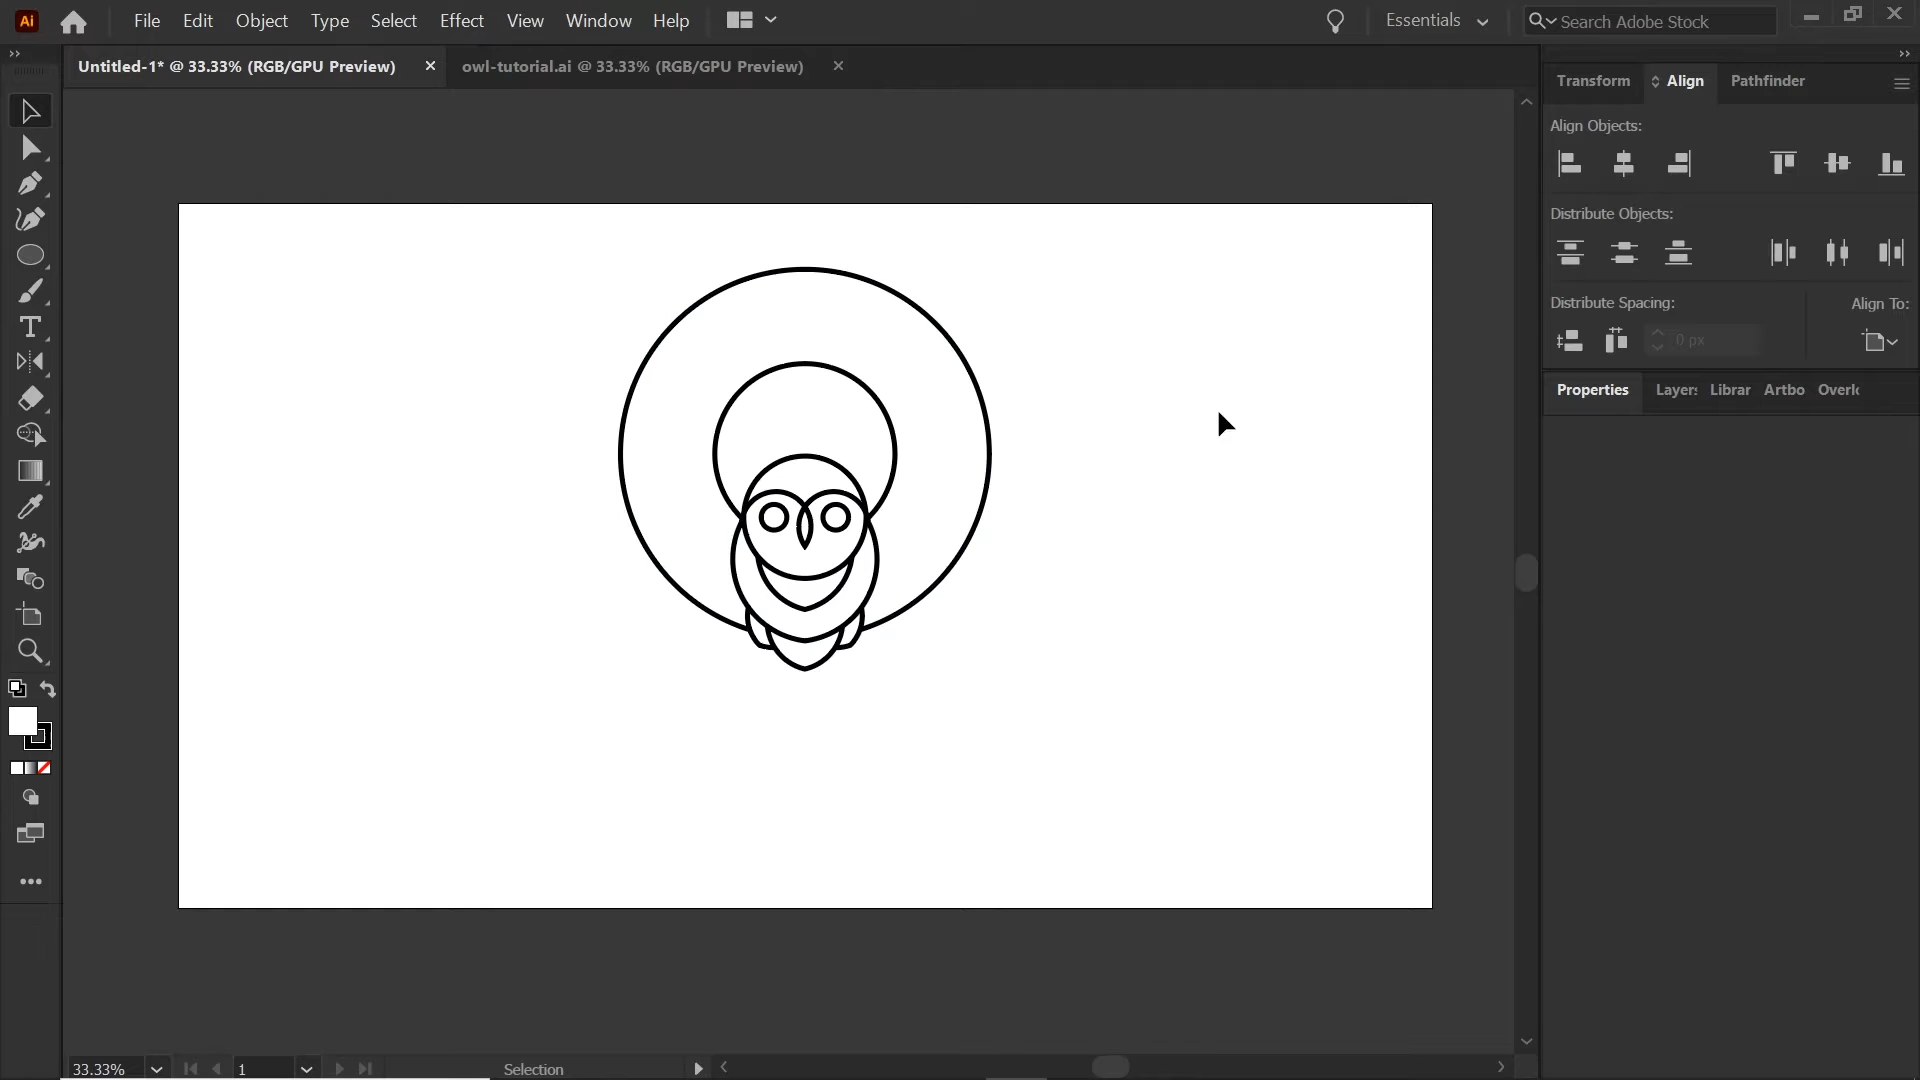 Ai File Edit Object Type Select Effect View Window Help Essentials Search Adobe Stock
Untitled-1* @ 33.33% (RGB/GPU Preview) owl-tutorial.ai @ 33.33% (RGB/GPU Preview)
Transform Align Pathfinder
Align Objects:
Distribute Objects:
Distribute Spacing: Align To:
0 px
Properties Layer: Librar Artbo Overlc
33.33% 1 Selection